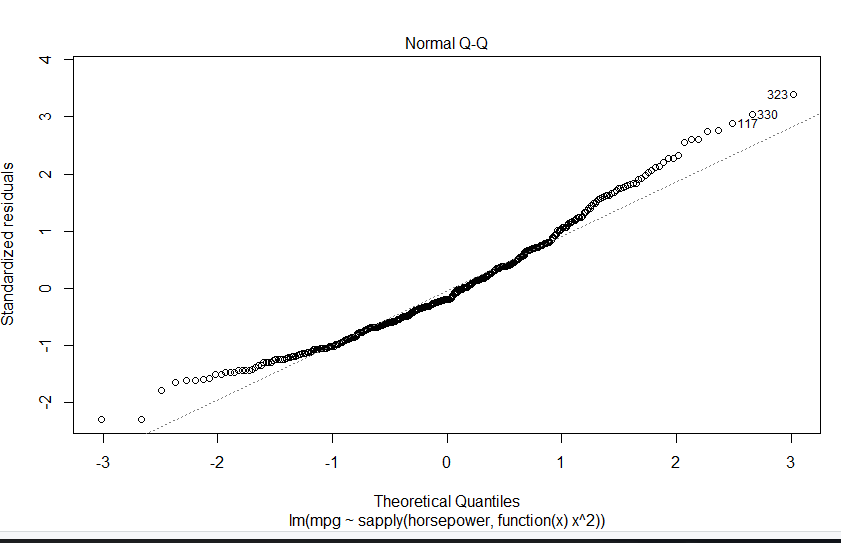 Normal Q-Q
4
3
2
1
0
-1
-2
Standardized residuals
323
330
117
-3 -2 -1 0 1 2 3
Theoretical Quantiles
lm(mpg ~ sapply(horsepower, function(x) x^2))